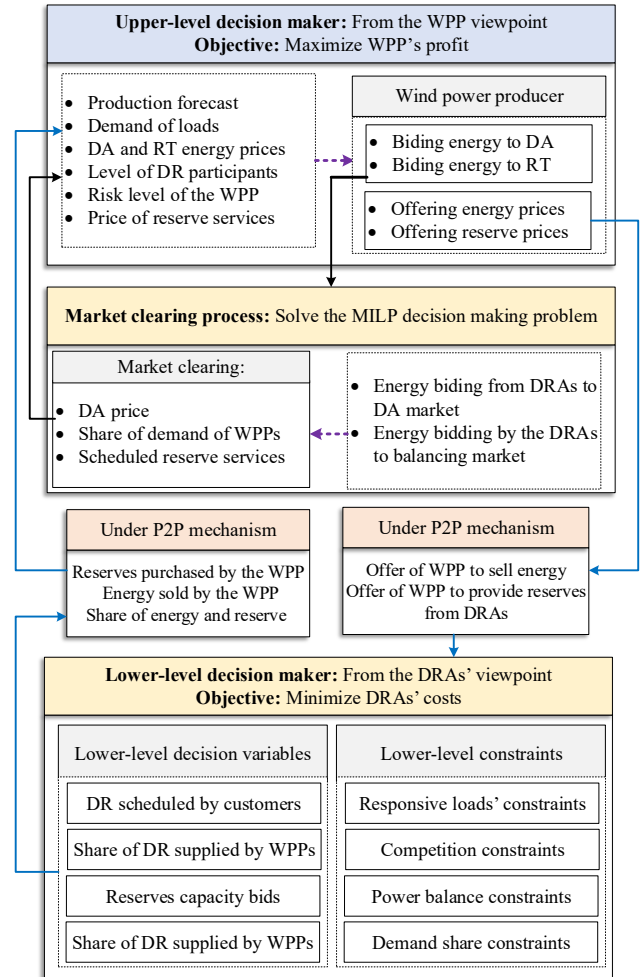 Upper-level decision maker: From the WPP viewpoint
Objective: Maximize WPP's profit
• Production forecast
• Demand of loads
• DA and RT energy prices
• Level of DR participants
• Risk level of the WPP
• Price of reserve services
Wind power producer
• Biding energy to DA
• Biding energy to RT
• Offering energy prices
• Offering reserve prices
Market clearing process: Solve the MILP decision making problem
Market clearing:
• DA price
• Share of demand of WPPs
• Scheduled reserve services
• Energy biding from DRAs to
DA market
• Energy bidding by the DRAs
to balancing market
Under P2P mechanism
Reserves purchased by the WPP
Energy sold by the WPP
Share of energy and reserve
Under P2P mechanism
Offer of WPP to sell energy
Offer of WPP to provide reserves
from DRAs
Lower-level decision maker: From the DRAs' viewpoint
Objective: Minimize DRAs' costs
Lower-level decision variables
DR scheduled by customers
Share of DR supplied by WPPs
Reserves capacity bids
Share of DR supplied by WPPs
Lower-level constraints
Responsive loads' constraints
Competition constraints
Power balance constraints
Demand share constraints